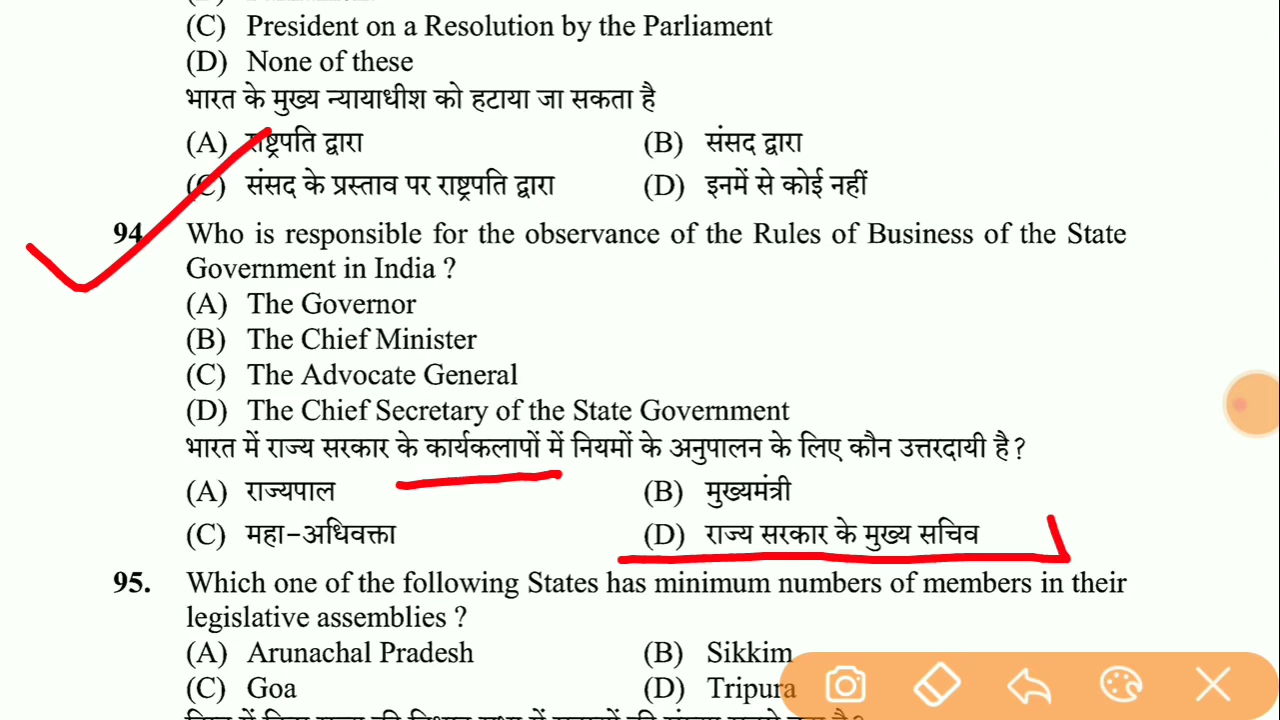 (C) President on a Resolution by the Parliament
(D) None of these
भारत के मुख्य न्यायाधीश को हटाया जा सकता है
(A) राष्ट्रपति द्वारा (B) संसद द्वारा
(C) संसद के प्रस्ताव पर राष्ट्रपति द्वारा (D) इनमें से कोई नहीं
94. Who is responsible for the observance of the Rules of Business of the State
Government in India ?
(A) The Governor
(B) The Chief Minister
(C) The Advocate General
(D) The Chief Secretary of the State Government
भारत में राज्य सरकार के कार्यकलापों में नियमों के अनुपालन के लिए कौन उत्तरदायी है ?
(A) राज्यपाल (B) मुख्यमंत्री
(C) महा-अधिवक्ता (D) राज्य सरकार के मुख्य सचिव
95. Which one of the following States has minimum numbers of members in their
legislative assemblies ?
(A) Arunachal Pradesh (B) Sikkim
(C) Goa (D) Tripura